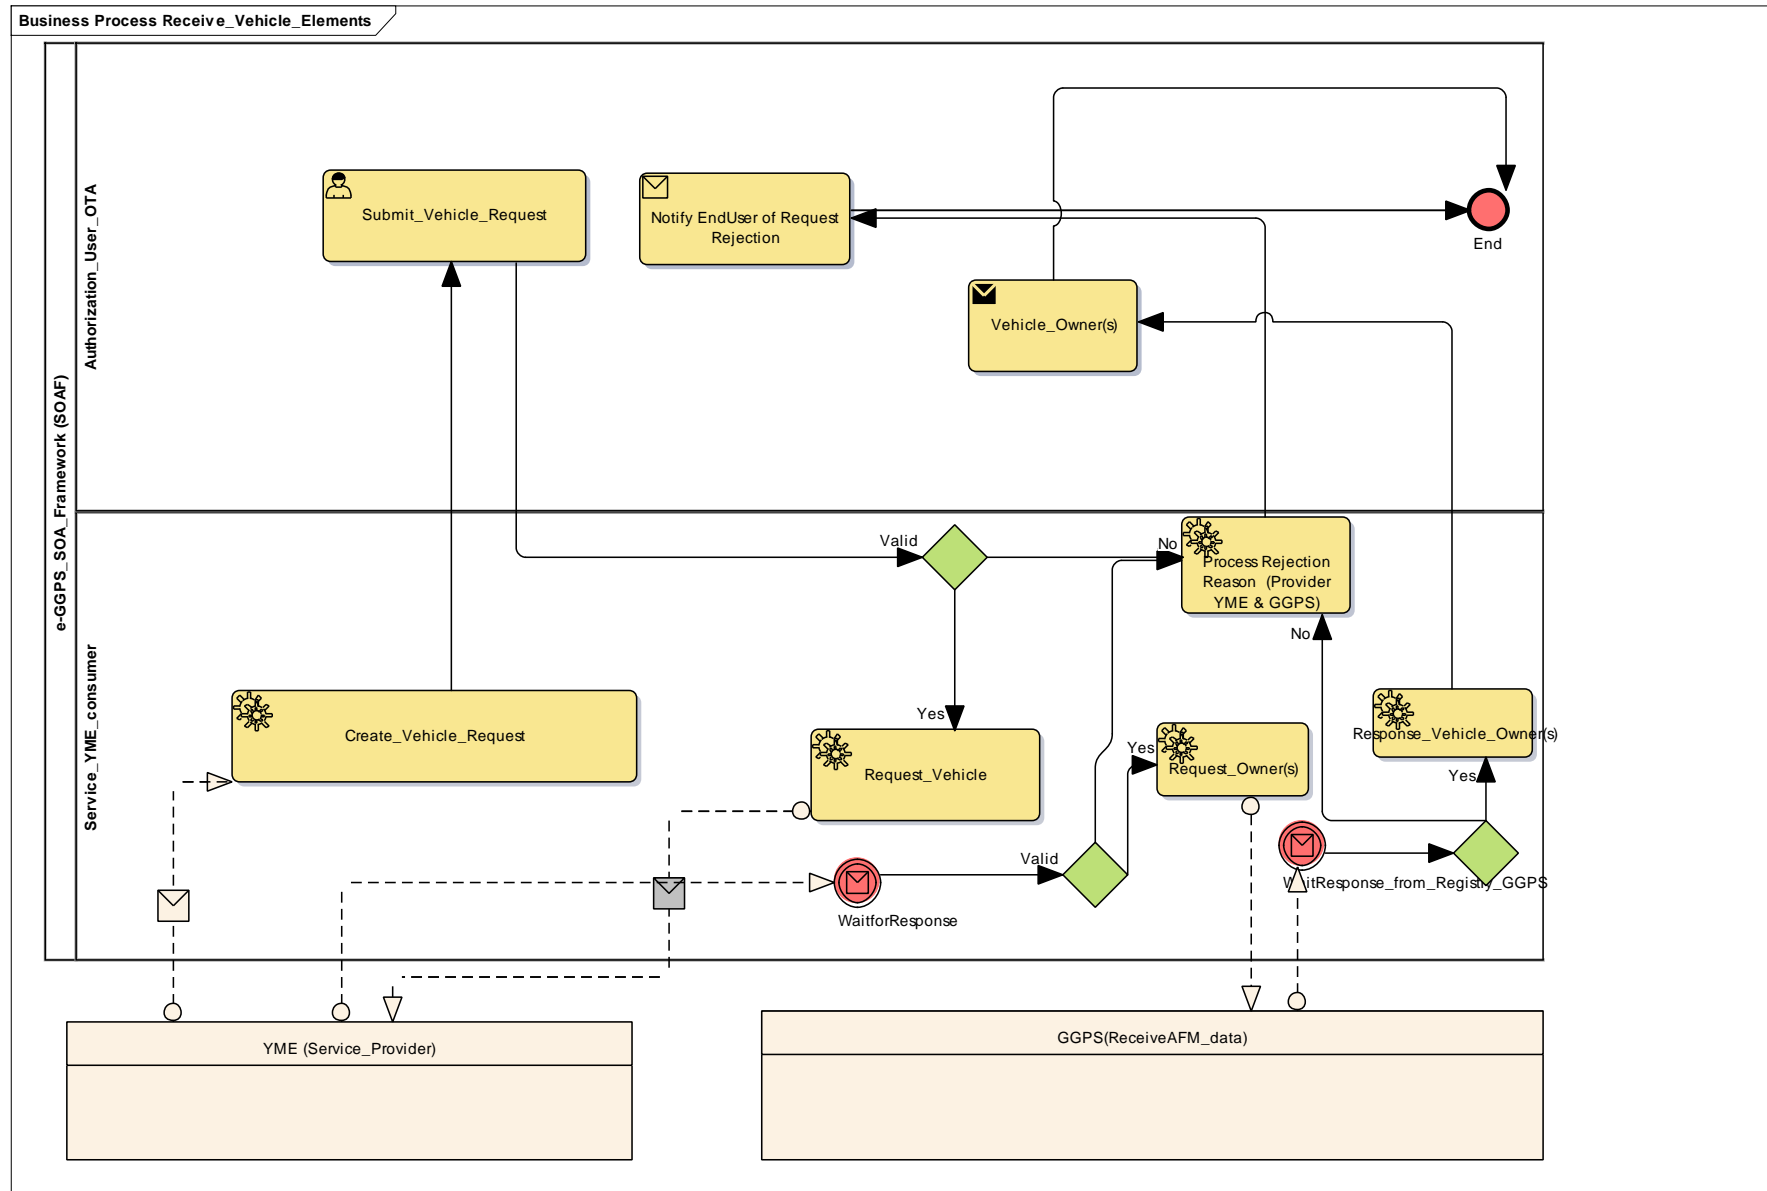 Business Process Receive_Vehicle_Elements
e-GGPS_SOA_Framework (SOAF)
Authorization_User_OTA
Submit_Vehicle_Request
Notify EndUser of Request
Rejection
End
Vehicle_Owner(s)
Service_YME_consumer
Valid
No
Process Rejection
Reason (Provider
YME & GGPS)
No
Yes
Create_Vehicle_Request
Request_Vehicle
Yes
Request_Owner(s)
Response_Vehicle_Owner(s)
Yes
Valid
WaitforResponse
WaitResponse_from_Registry_GGPS
YME (Service_Provider)
GGPS(ReceiveAFM_data)